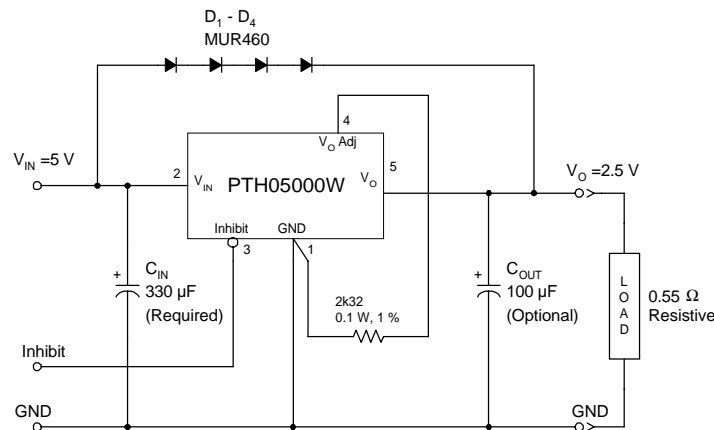 D1 - D4
MUR460
4
VO Adj
VIN =5 V
2
VIN
PTH05000W
VO
5
VO =2.5 V
Inhibit
GND
3
1
+
CIN
330 µF
(Required)
2k32
0.1 W, 1 %
+
COUT
100 µF
(Optional)
LOAD
0.55 Ω
Resistive
Inhibit
GND
GND